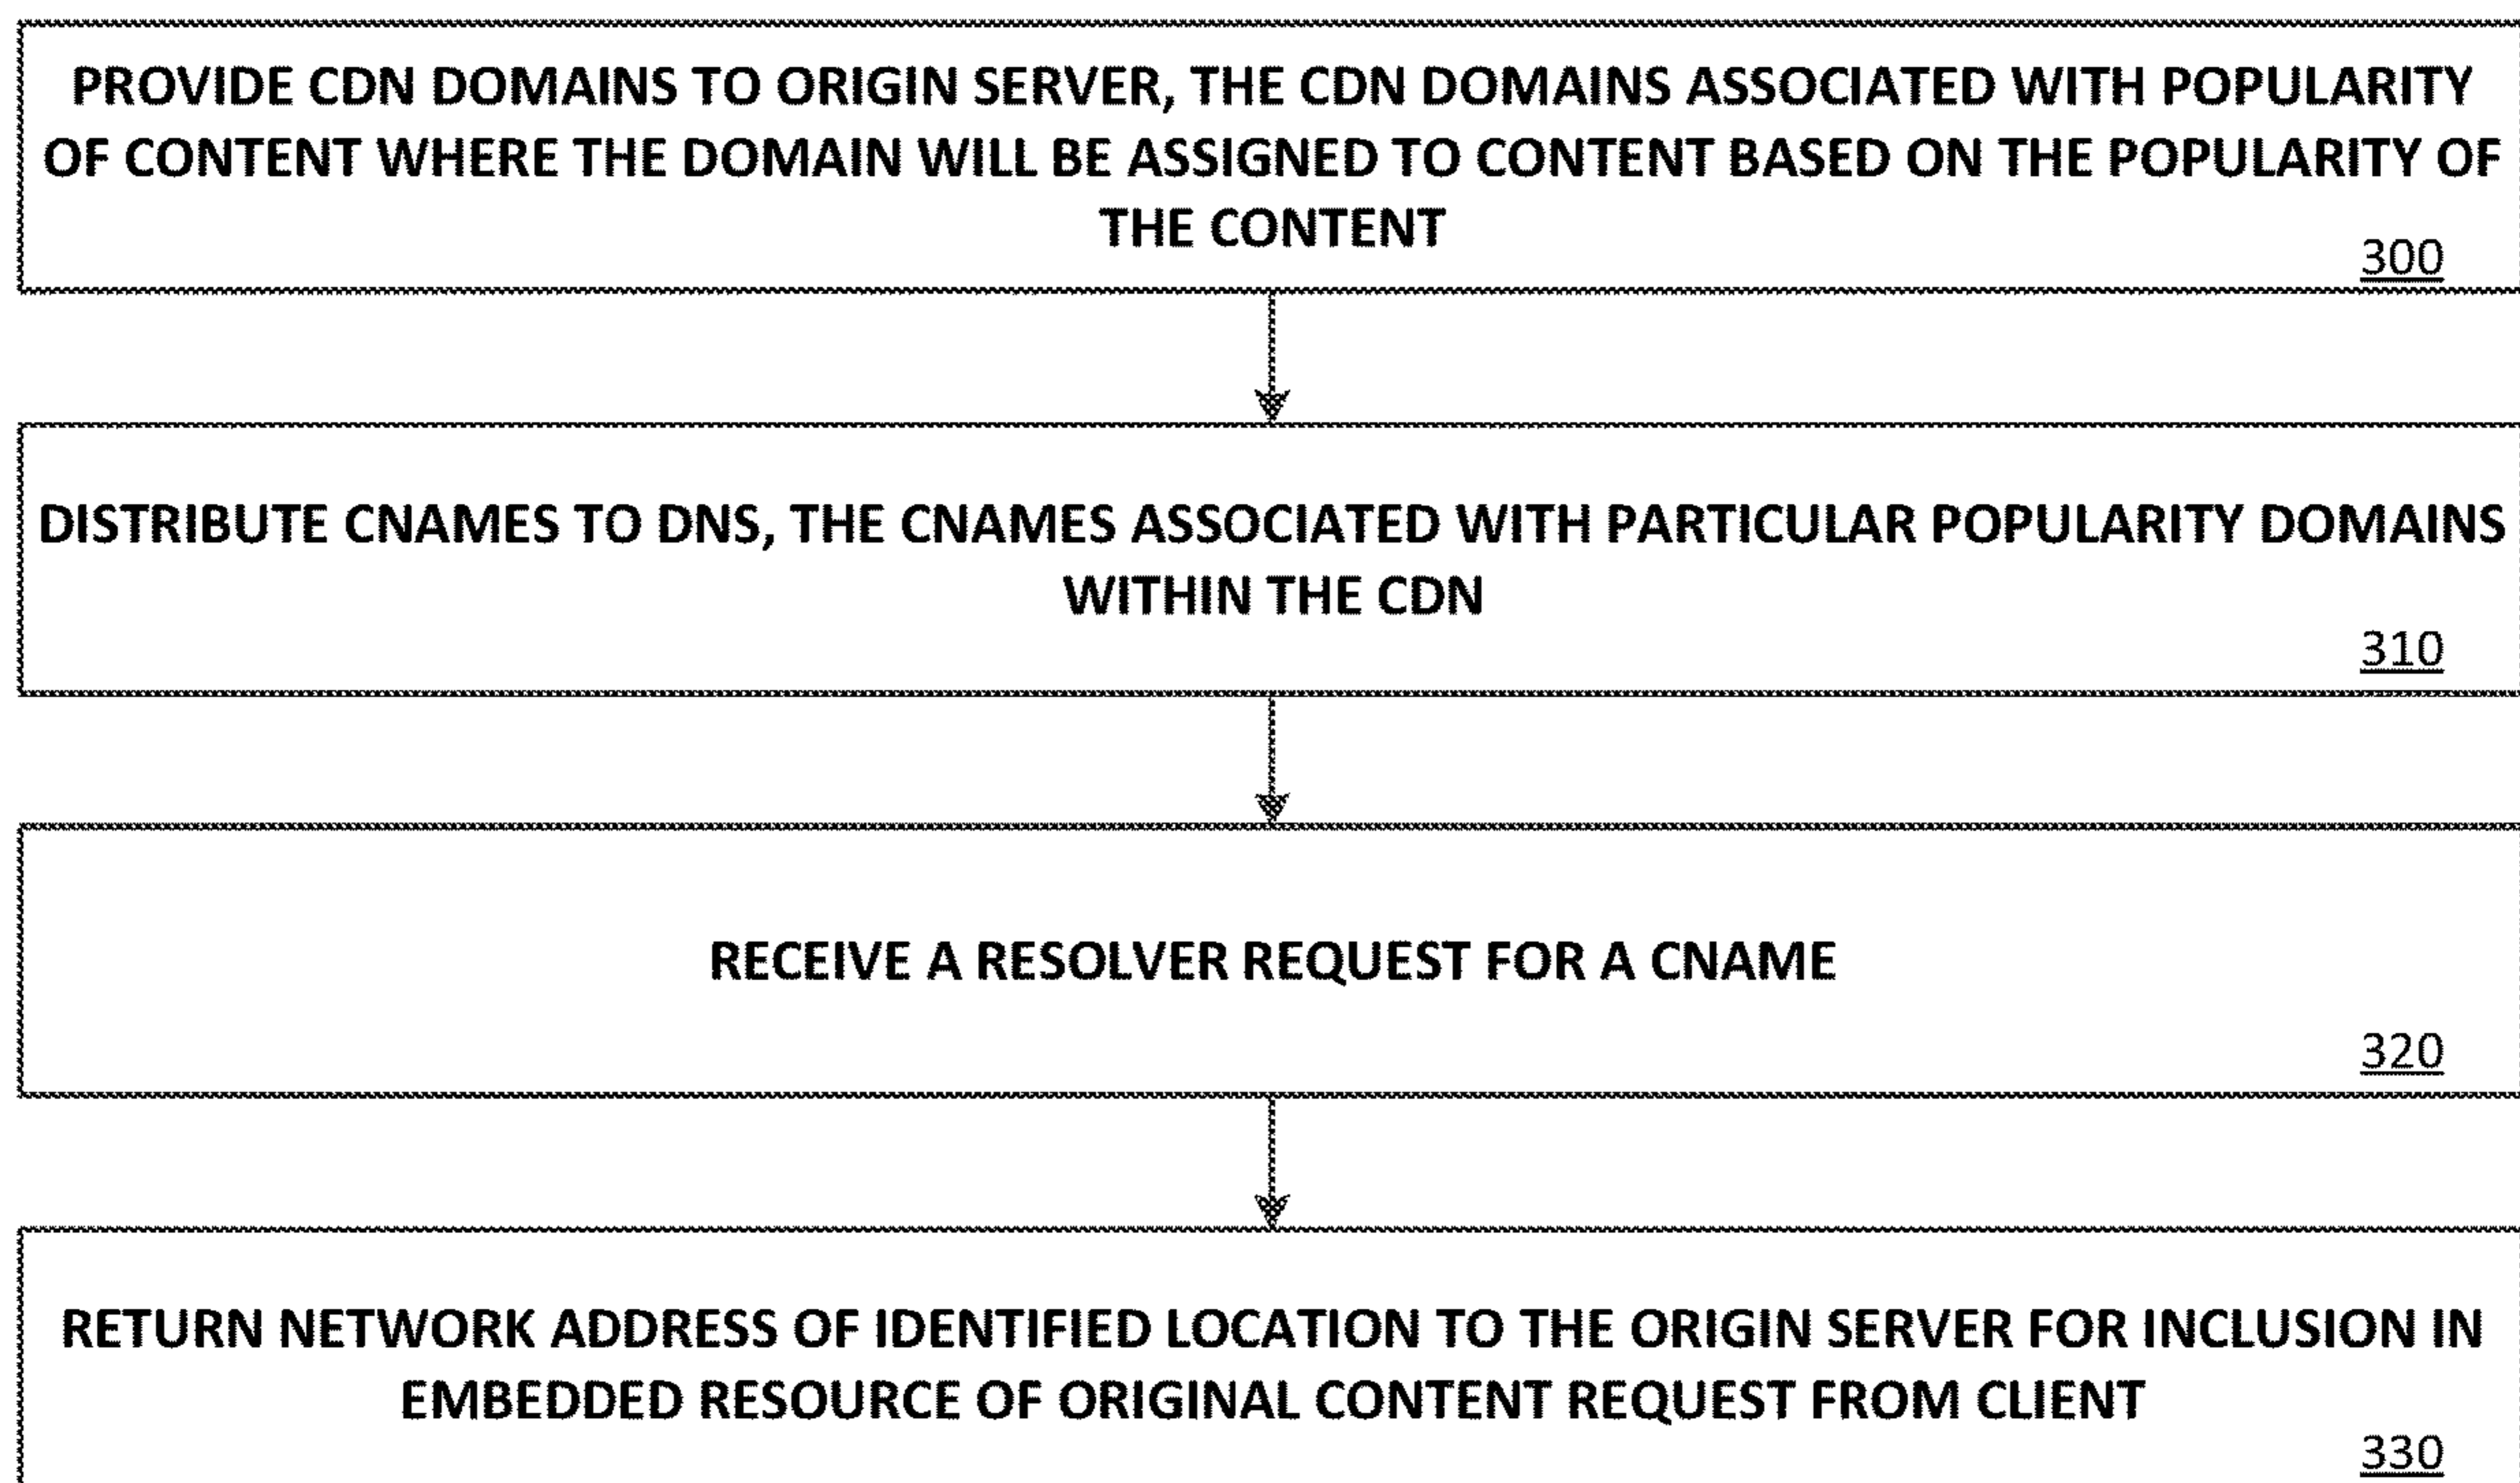 PROVIDE CDN DOMAINS TO ORIGIN SERVER, THE CDN DOMAINS ASSOCIATED WITH POPULARITY
OF CONTENT WHERE THE DOMAIN WILL BE ASSIGNED TO CONTENT BASED ON THE POPULARITY OF
THE CONTENT
300
DISTRIBUTE CNAMES TO DNS, THE CNAMES ASSOCIATED WITH PARTICULAR POPULARITY DOMAINS
WITHIN THE CDN
310
RECEIVE A RESOLVER REQUEST FOR A CNAME
320
RETURN NETWORK ADDRESS OF IDENTIFIED LOCATION TO THE ORIGIN SERVER FOR INCLUSION IN
EMBEDDED RESOURCE OF ORIGINAL CONTENT REQUEST FROM CLIENT
330